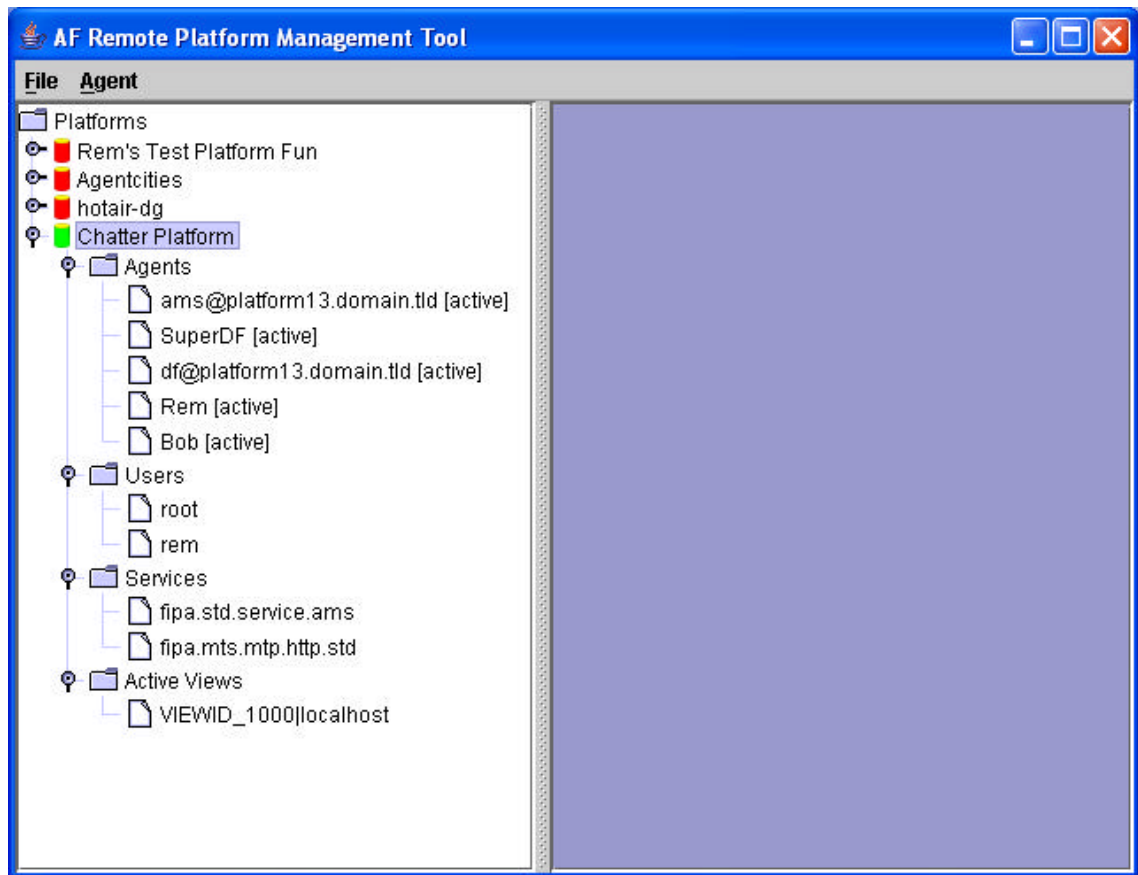 AF Remote Platform Management Tool
File Agent
Platforms
Rem's Test Platform Fun
Agentcities
hotair-dg
Chatter Platform
Agents
ams@platform13.domain.tld [active]
SuperDF [active]
df@platform13.domain.tld [active]
Rem [active]
Bob [active]
Users
root
rem
Services
fipa.std.service.ams
fipa.mts.mtp.http.std
Active Views
VIEWID_1000|localhost